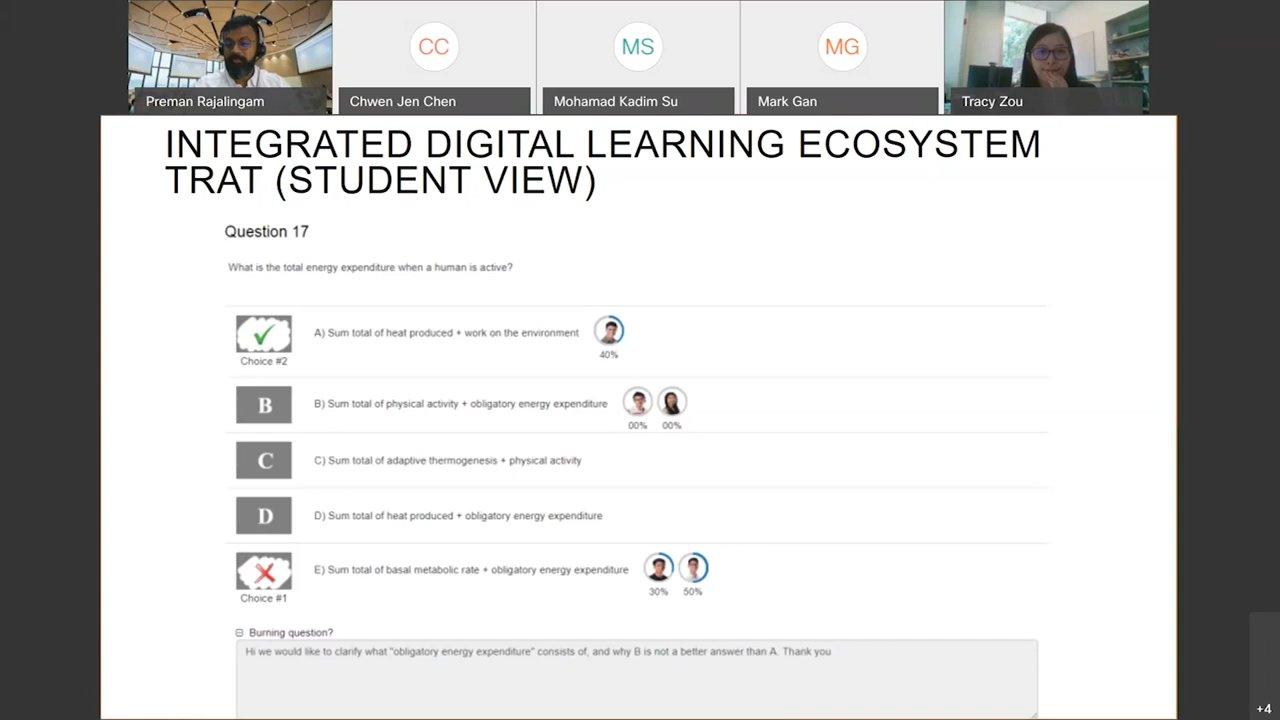 CC
MS
MG
Preman Rajalingam
Chwen Jen Chen
Mohamad Kadim Su
Mark Gan
Tracy Zou
INTEGRATED DIGITAL LEARNING ECOSYSTEM
TRAT (STUDENT VIEW)
Question 17
What is the total energy expenditure when a human is active?
A) Sum total of heat produced + work on the environment
40%
Choice #2
B
B) Sum total of physical activity + obligatory energy expenditure
00% 00%
C
C) Sum total of adaptive thermogenesis + physical activity
D
D) Sum total of heat produced + obligatory energy expenditure
E) Sum total of basal metabolic rate + obligatory energy expenditure
30% 50%
Choice #1
Burning question?
Hi we would like to clarify what "obligatory energy expenditure" consists of, and why B is not a better answer than A. Thank you
+4